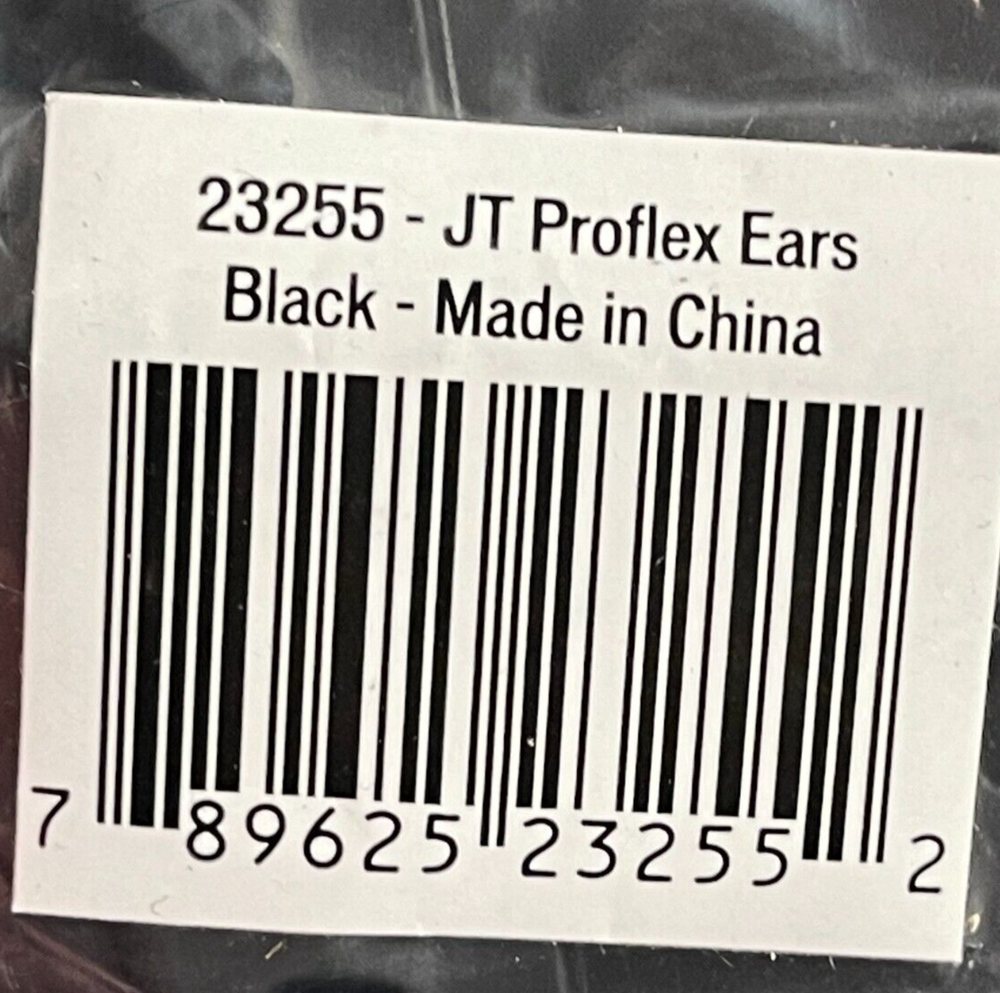 23255 - JT Proflex Ears
Black - Made in China
7 89625 23255 2